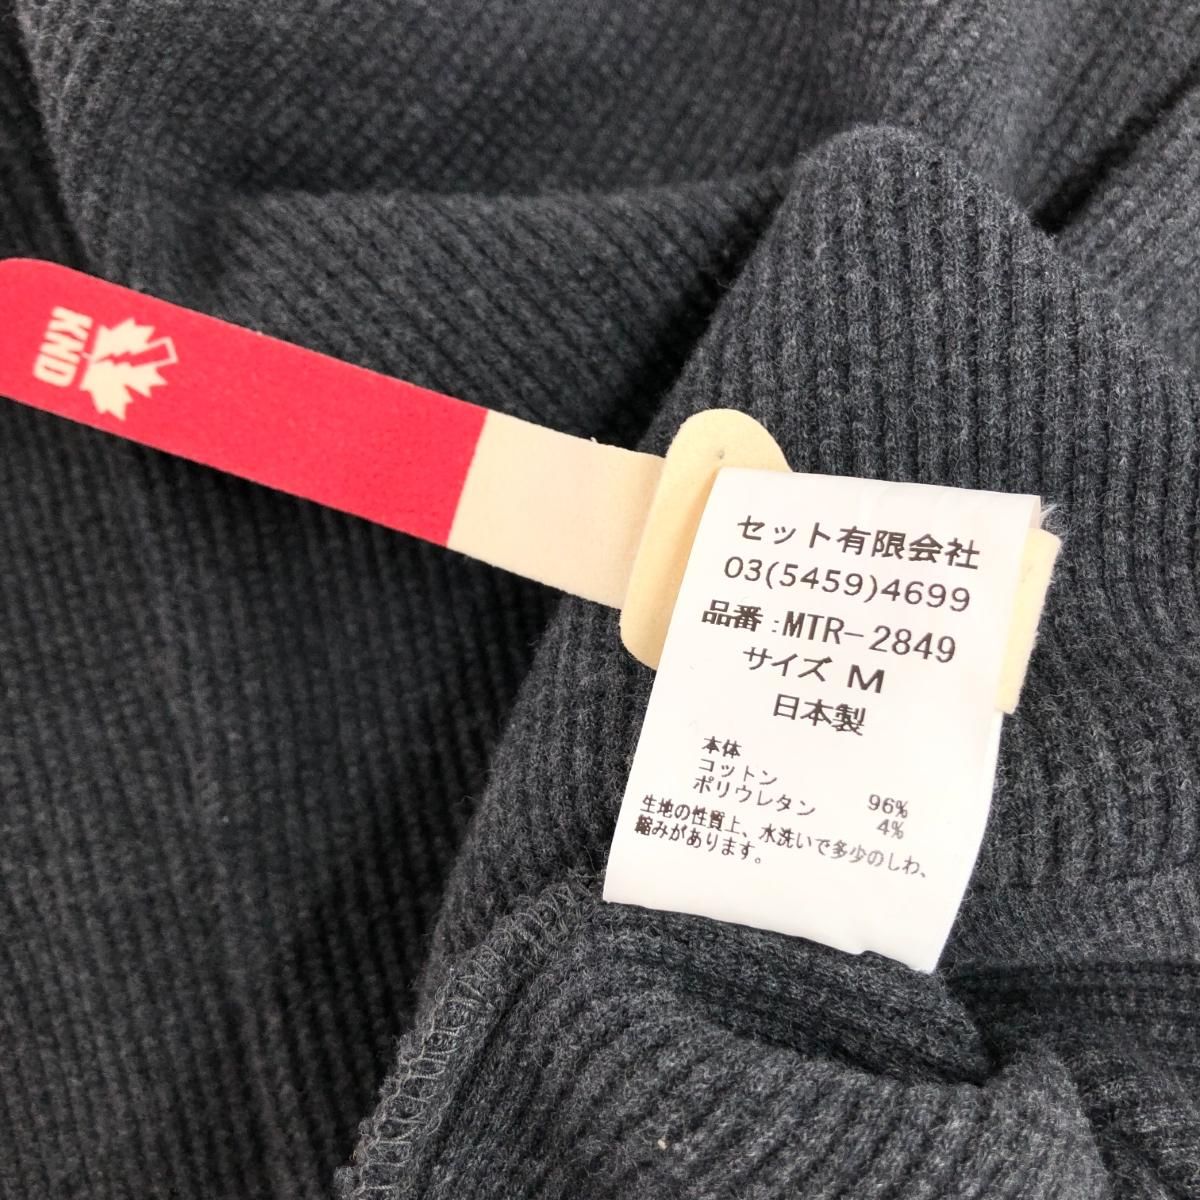 KND
セット有限会社
03(5459)4699
品番:MTR-2849
サイズ M
日本製
本体
コットン 96%
ポリウレタン 4%
生地の性質上、水洗いで多少のしわ、
縮みがあります。